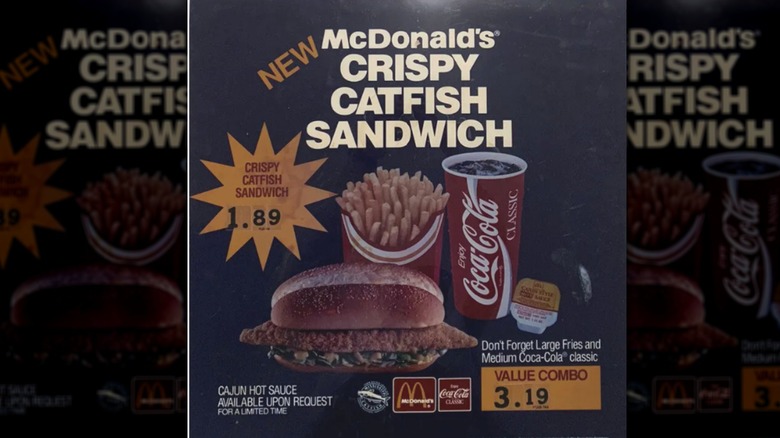 NEW
McDonald's®
CRISPY
CATFISH
SANDWICH
CRISPY
CATFISH
SANDWICH
1.89
Enjoy
Coca-Cola
CLASSIC
Don't Forget Large Fries and
Medium Coca-Cola® classic
VALUE COMBO
3.19
CAJUN HOT SAUCE
AVAILABLE UPON REQUEST
FOR A LIMITED TIME
McDonald's
Enjoy
Coca-Cola
CLASSIC